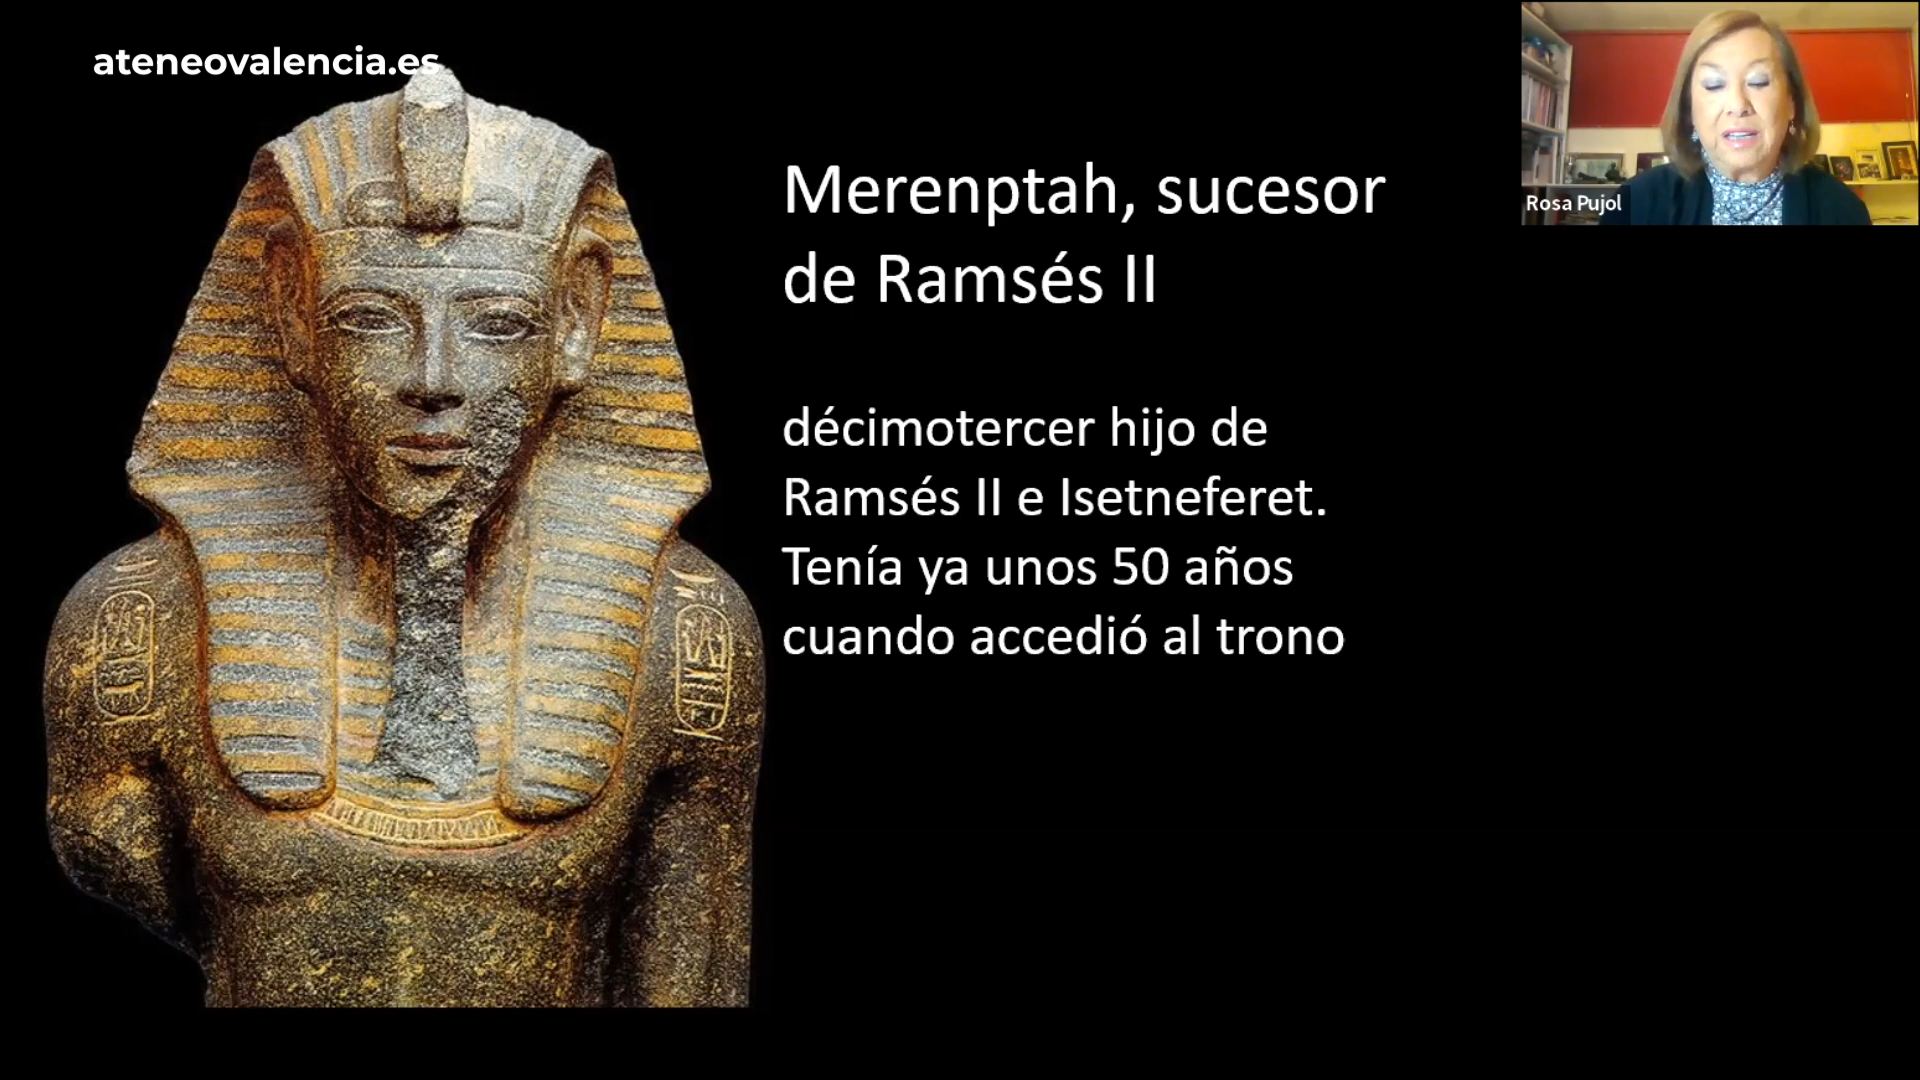 ateneovalencia.es
Merenptah, sucesor
de Ramsés II
décimotercer hijo de
Ramsés II e Isetneferet.
Tenía ya unos 50 años
cuando accedió al trono
Rosa Pujol